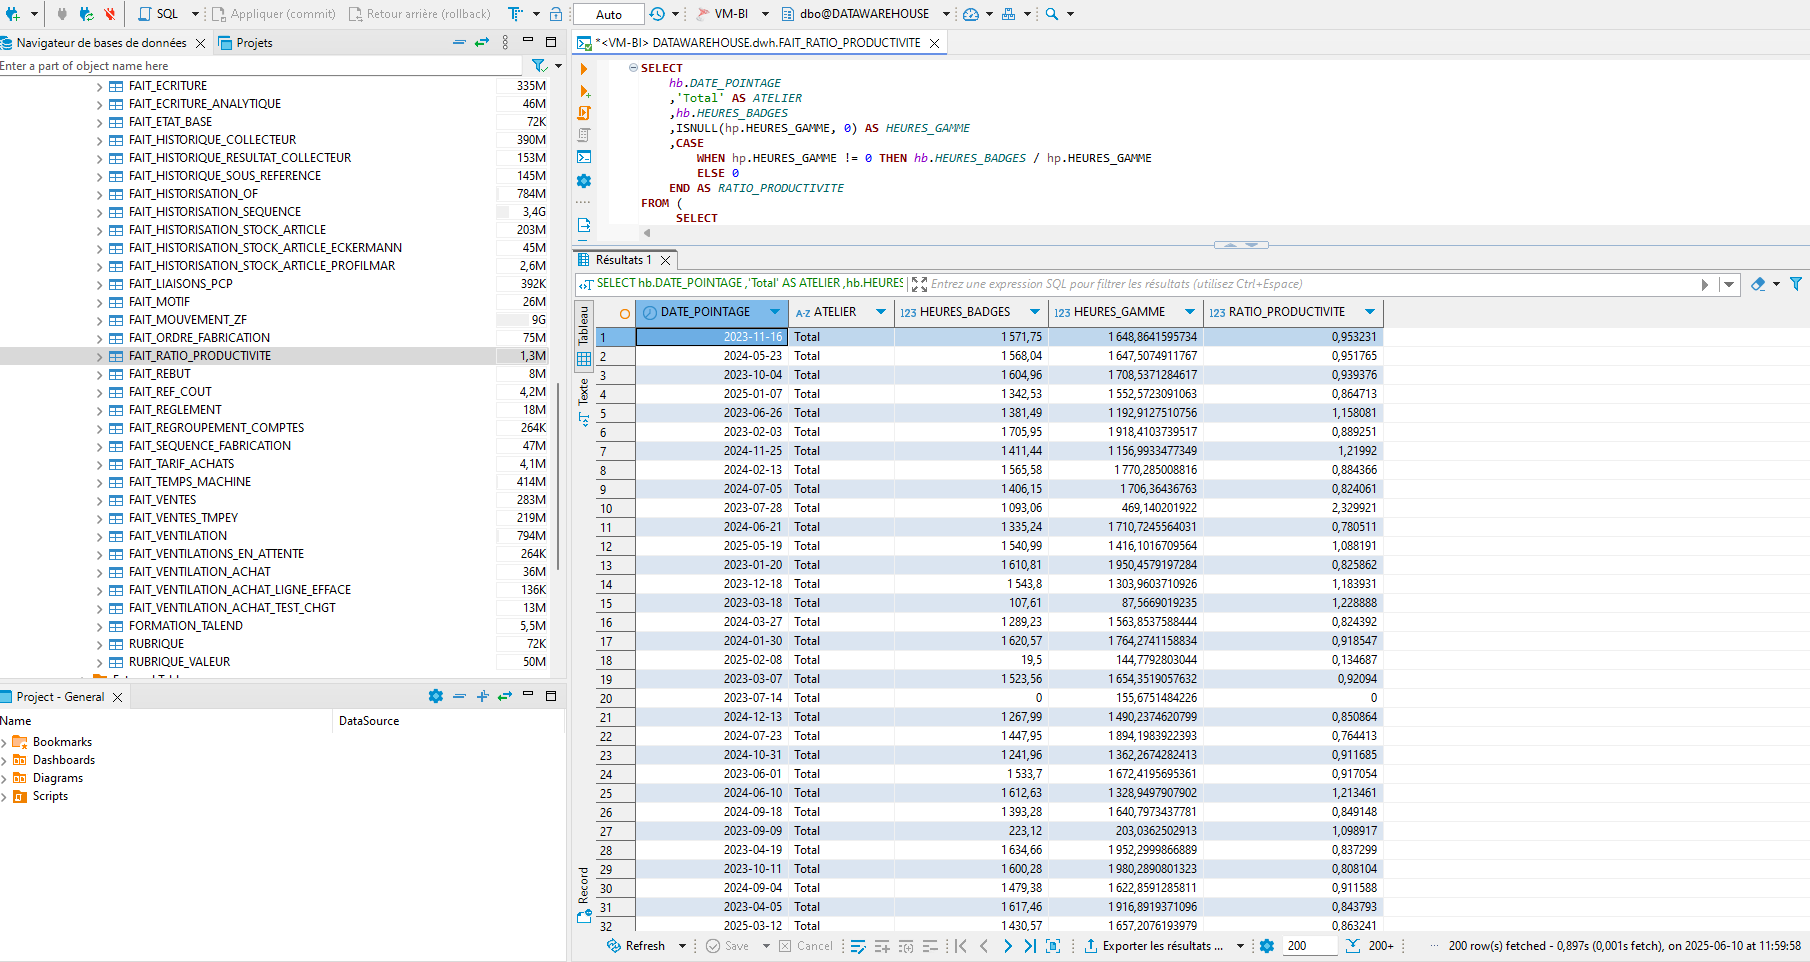 SQL Appliquer (commit) Retour arrière (rollback) T Auto VM-BI dbo@DATAWAREHOUSE
Navigateur de bases de données Projets
Enter a part of object name here
FAIT_ECRITURE 335M
FAIT_ECRITURE_ANALYTIQUE 46M
FAIT_ETAT_BASE 72K
FAIT_HISTORIQUE_COLLECTEUR 390M
FAIT_HISTORIQUE_RESULTAT_COLLECTEUR 153M
FAIT_HISTORIQUE_SOUS_REFERENCE 145M
FAIT_HISTORISATION_OF 784M
FAIT_HISTORISATION_SEQUENCE 3,4G
FAIT_HISTORISATION_STOCK_ARTICLE 203M
FAIT_HISTORISATION_STOCK_ARTICLE_ECKERMANN 45M
FAIT_HISTORISATION_STOCK_ARTICLE_PROFILMAR 2,6M
FAIT_LIAISONS_PCP 392K
FAIT_MOTIF 26M
FAIT_MOUVEMENT_ZF 9G
FAIT_ORDRE_FABRICATION 75M
FAIT_RATIO_PRODUCTIVITE 1,3M
FAIT_REBUT 8M
FAIT_REF_COUT 4,2M
FAIT_REGLEMENT 18M
FAIT_REGROUPEMENT_COMPTES 264K
FAIT_SEQUENCE_FABRICATION 47M
FAIT_TARIF_ACHATS 4,1M
FAIT_TEMPS_MACHINE 414M
FAIT_VENTES 283M
FAIT_VENTES_TMPEY 219M
FAIT_VENTILATION 794M
FAIT_VENTILATIONS_EN_ATTENTE 264K
FAIT_VENTILATION_ACHAT 36M
FAIT_VENTILATION_ACHAT_LIGNE_EFFACE 136K
FAIT_VENTILATION_ACHAT_TEST_CHGT 13M
FORMATION_TALEND 5,5M
RUBRIQUE 72K
RUBRIQUE_VALEUR 50M
Project - General
Name DataSource
Bookmarks
Dashboards
Diagrams
Scripts
*<VM-BI> DATAWAREHOUSE.dwh.FAIT_RATIO_PRODUCTIVITE
SELECT
hb.DATE_POINTAGE
,'Total' AS ATELIER
,hb.HEURES_BADGES
,ISNULL(hp.HEURES_GAMME, 0) AS HEURES_GAMME
,CASE
WHEN hp.HEURES_GAMME != 0 THEN hb.HEURES_BADGES / hp.HEURES_GAMME
ELSE 0
END AS RATIO_PRODUCTIVITE
FROM (
SELECT
Résultats 1
SELECT hb.DATE_POINTAGE ,'Total' AS ATELIER ,hb.HEURES Entrez une expression SQL pour filtrer les résultats (utilisez Ctrl+Espace)
Tableau
Texte
Record
DATE_POINTAGE A-Z ATELIER 123 HEURES_BADGES 123 HEURES_GAMME 123 RATIO_PRODUCTIVITE
1 2023-11-16 Total 1 571,75 1 648,8641595734 0,953231
2 2024-05-23 Total 1 568,04 1 647,5074911767 0,951765
3 2023-10-04 Total 1 604,96 1 708,5371284617 0,939376
4 2025-01-07 Total 1 342,53 1 552,5723091063 0,864713
5 2023-06-26 Total 1 381,49 1 192,9127510756 1,158081
6 2023-02-03 Total 1 705,95 1 918,4103739517 0,889251
7 2024-11-25 Total 1 411,44 1 156,9933477349 1,21992
8 2024-02-13 Total 1 565,58 1 770,285008816 0,884366
9 2024-07-05 Total 1 406,15 1 706,36436763 0,824061
10 2023-07-28 Total 1 093,06 469,140201922 2,329921
11 2024-06-21 Total 1 335,24 1 710,7245564031 0,780511
12 2025-05-19 Total 1 540,99 1 416,1016709564 1,088191
13 2023-01-20 Total 1 610,81 1 950,4579197284 0,825862
14 2023-12-18 Total 1 543,8 1 303,9603710926 1,183931
15 2023-03-18 Total 107,61 87,5669019235 1,228888
16 2024-03-27 Total 1 289,23 1 563,8537588444 0,824392
17 2024-01-30 Total 1 620,57 1 764,2741158834 0,918547
18 2025-02-08 Total 19,5 144,7792803044 0,134687
19 2023-03-07 Total 1 523,56 1 654,3519057632 0,92094
20 2023-07-14 Total 0 155,6751484226 0
21 2024-12-13 Total 1 267,99 1 490,2374620799 0,850864
22 2024-07-23 Total 1 447,95 1 894,1983922393 0,764413
23 2024-10-31 Total 1 241,96 1 362,2674282413 0,911685
24 2023-06-01 Total 1 533,7 1 672,4195695361 0,917054
25 2024-06-10 Total 1 612,63 1 328,9497907902 1,213461
26 2024-09-18 Total 1 393,28 1 640,7973437781 0,849148
27 2023-09-09 Total 223,12 203,0362502913 1,098917
28 2023-04-19 Total 1 634,66 1 952,2999866889 0,837299
29 2023-10-11 Total 1 600,28 1 980,2890801323 0,808104
30 2024-09-04 Total 1 479,38 1 622,8591285811 0,911588
31 2023-04-05 Total 1 617,46 1 916,8919371096 0,843793
32 2025-03-12 Total 1 430,57 1 657,2076193979 0,863241
Refresh Save Cancel Exporter les résultats ... 200 200+ 200 row(s) fetched - 0,897s (0,001s fetch), on 2025-06-10 at 11:59:58